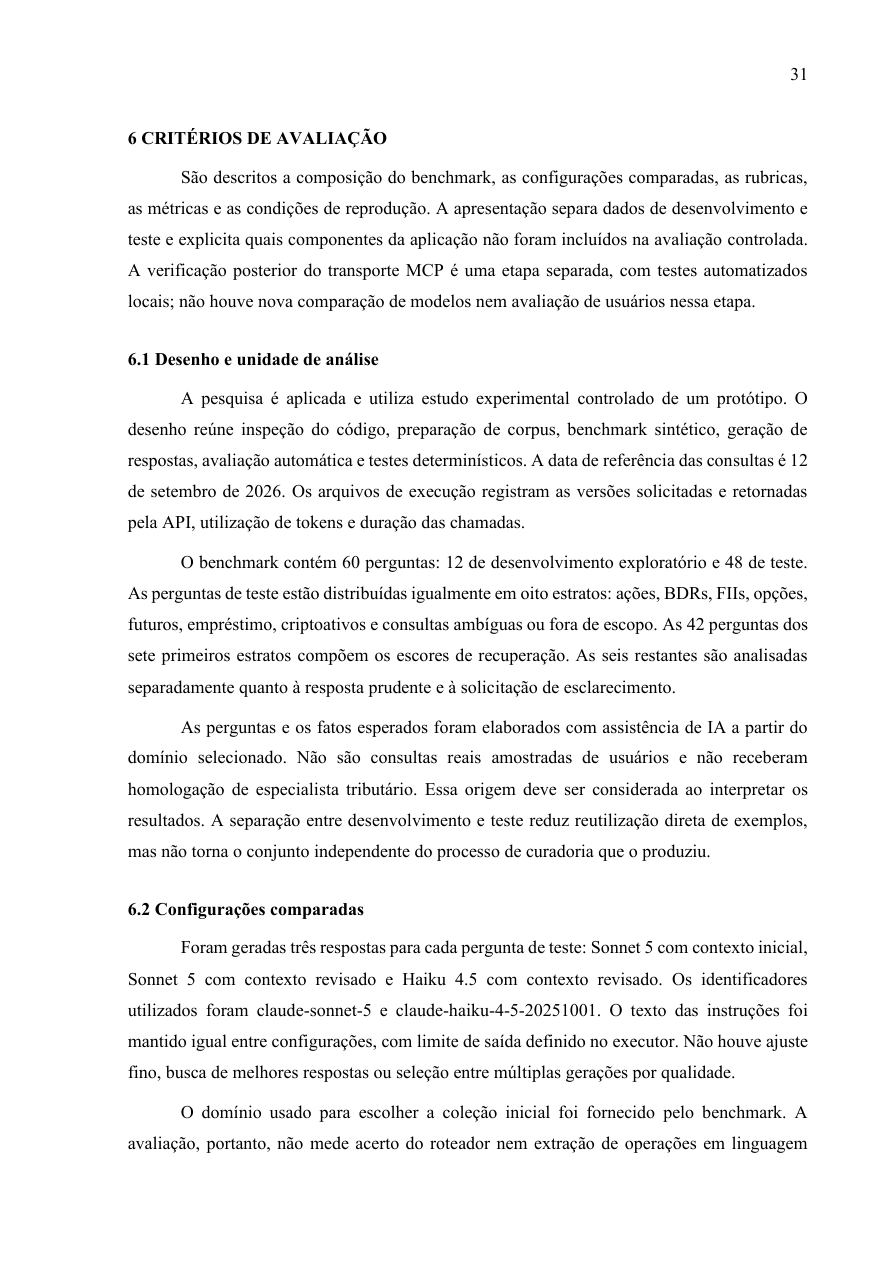 31
6 CRITÉRIOS DE AVALIAÇÃO
São descritos a composição do benchmark, as configurações comparadas, as rubricas,
as métricas e as condições de reprodução. A apresentação separa dados de desenvolvimento e
teste e explicita quais componentes da aplicação não foram incluídos na avaliação controlada.
A verificação posterior do transporte MCP é uma etapa separada, com testes automatizados
locais; não houve nova comparação de modelos nem avaliação de usuários nessa etapa.
6.1 Desenho e unidade de análise
A pesquisa é aplicada e utiliza estudo experimental controlado de um protótipo. O
desenho reúne inspeção do código, preparação de corpus, benchmark sintético, geração de
respostas, avaliação automática e testes determinísticos. A data de referência das consultas é 12
de setembro de 2026. Os arquivos de execução registram as versões solicitadas e retornadas
pela API, utilização de tokens e duração das chamadas.
O benchmark contém 60 perguntas: 12 de desenvolvimento exploratório e 48 de teste.
As perguntas de teste estão distribuídas igualmente em oito estratos: ações, BDRs, FIIs, opções,
futuros, empréstimo, criptoativos e consultas ambíguas ou fora de escopo. As 42 perguntas dos
sete primeiros estratos compõem os escores de recuperação. As seis restantes são analisadas
separadamente quanto à resposta prudente e à solicitação de esclarecimento.
As perguntas e os fatos esperados foram elaborados com assistência de IA a partir do
domínio selecionado. Não são consultas reais amostradas de usuários e não receberam
homologação de especialista tributário. Essa origem deve ser considerada ao interpretar os
resultados. A separação entre desenvolvimento e teste reduz reutilização direta de exemplos,
mas não torna o conjunto independente do processo de curadoria que o produziu.
6.2 Configurações comparadas
Foram geradas três respostas para cada pergunta de teste: Sonnet 5 com contexto inicial,
Sonnet 5 com contexto revisado e Haiku 4.5 com contexto revisado. Os identificadores
utilizados foram claude-sonnet-5 e claude-haiku-4-5-20251001. O texto das instruções foi
mantido igual entre configurações, com limite de saída definido no executor. Não houve ajuste
fino, busca de melhores respostas ou seleção entre múltiplas gerações por qualidade.
O domínio usado para escolher a coleção inicial foi fornecido pelo benchmark. A
avaliação, portanto, não mede acerto do roteador nem extração de operações em linguagem